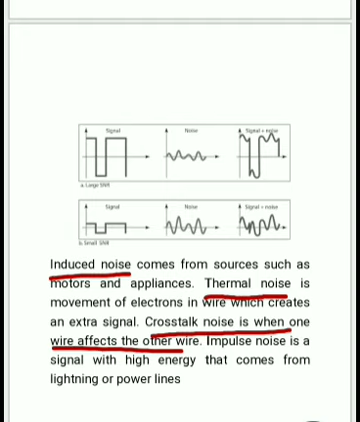 Signal
Noise
Signal + noise
a. Large SNR
Signal
Noise
Signal + noise
b. Small SNR
Induced noise comes from sources such as
motors and appliances. Thermal noise is
movement of electrons in wire which creates
an extra signal. Crosstalk noise is when one
wire affects the other wire. Impulse noise is a
signal with high energy that comes from
lightning or power lines